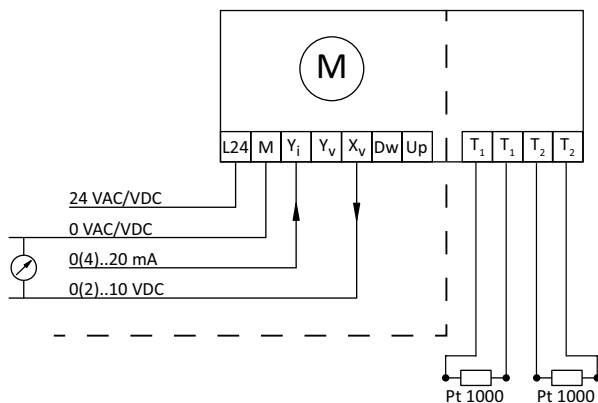 M
L24 M Yi Yv Xv Dw Up T1 T1 T2 T2
24 VAC/VDC
0 VAC/VDC
0(4)..20 mA
0(2)..10 VDC
Pt 1000 Pt 1000